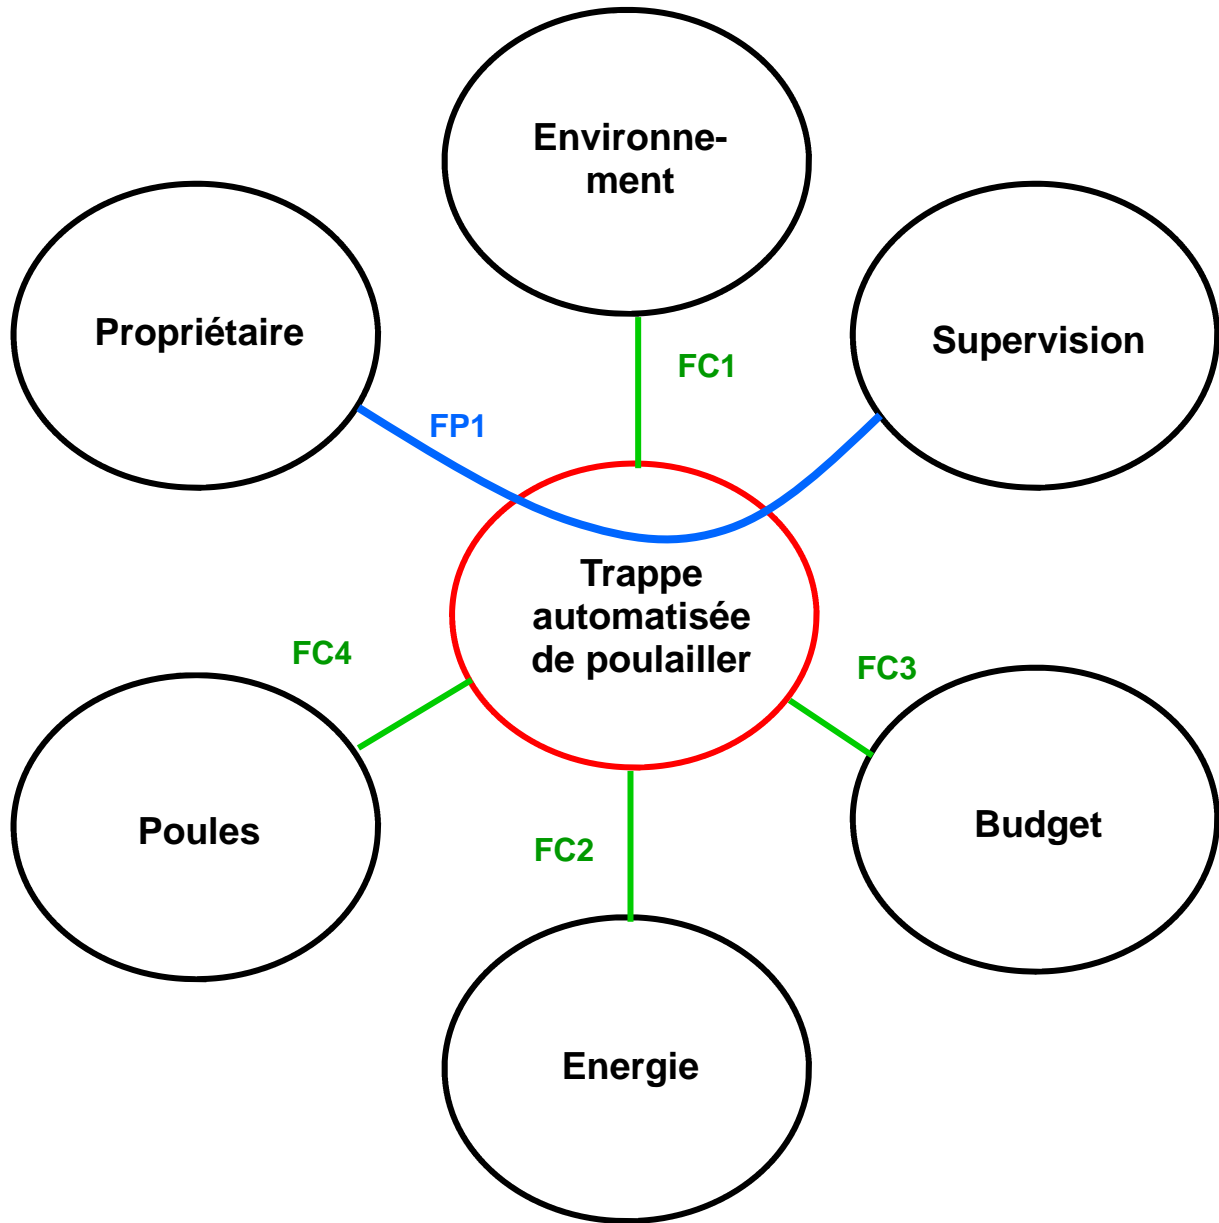 Environne-
ment
Propriétaire
Supervision
FC1
FP1
Trappe
automatisée
de poulailler
FC4
FC3
Poules
Budget
FC2
Energie